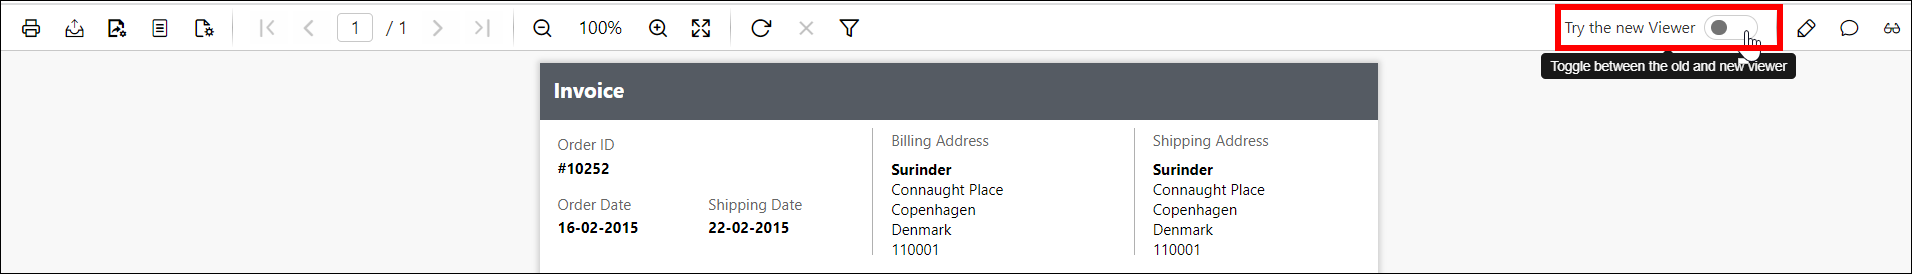 1 / 1 100% Try the new Viewer
Toggle between the old and new viewer
Invoice
Order ID
#10252
Order Date
16-02-2015
Shipping Date
22-02-2015
Billing Address
Surinder
Connaught Place
Copenhagen
Denmark
110001
Shipping Address
Surinder
Connaught Place
Copenhagen
Denmark
110001